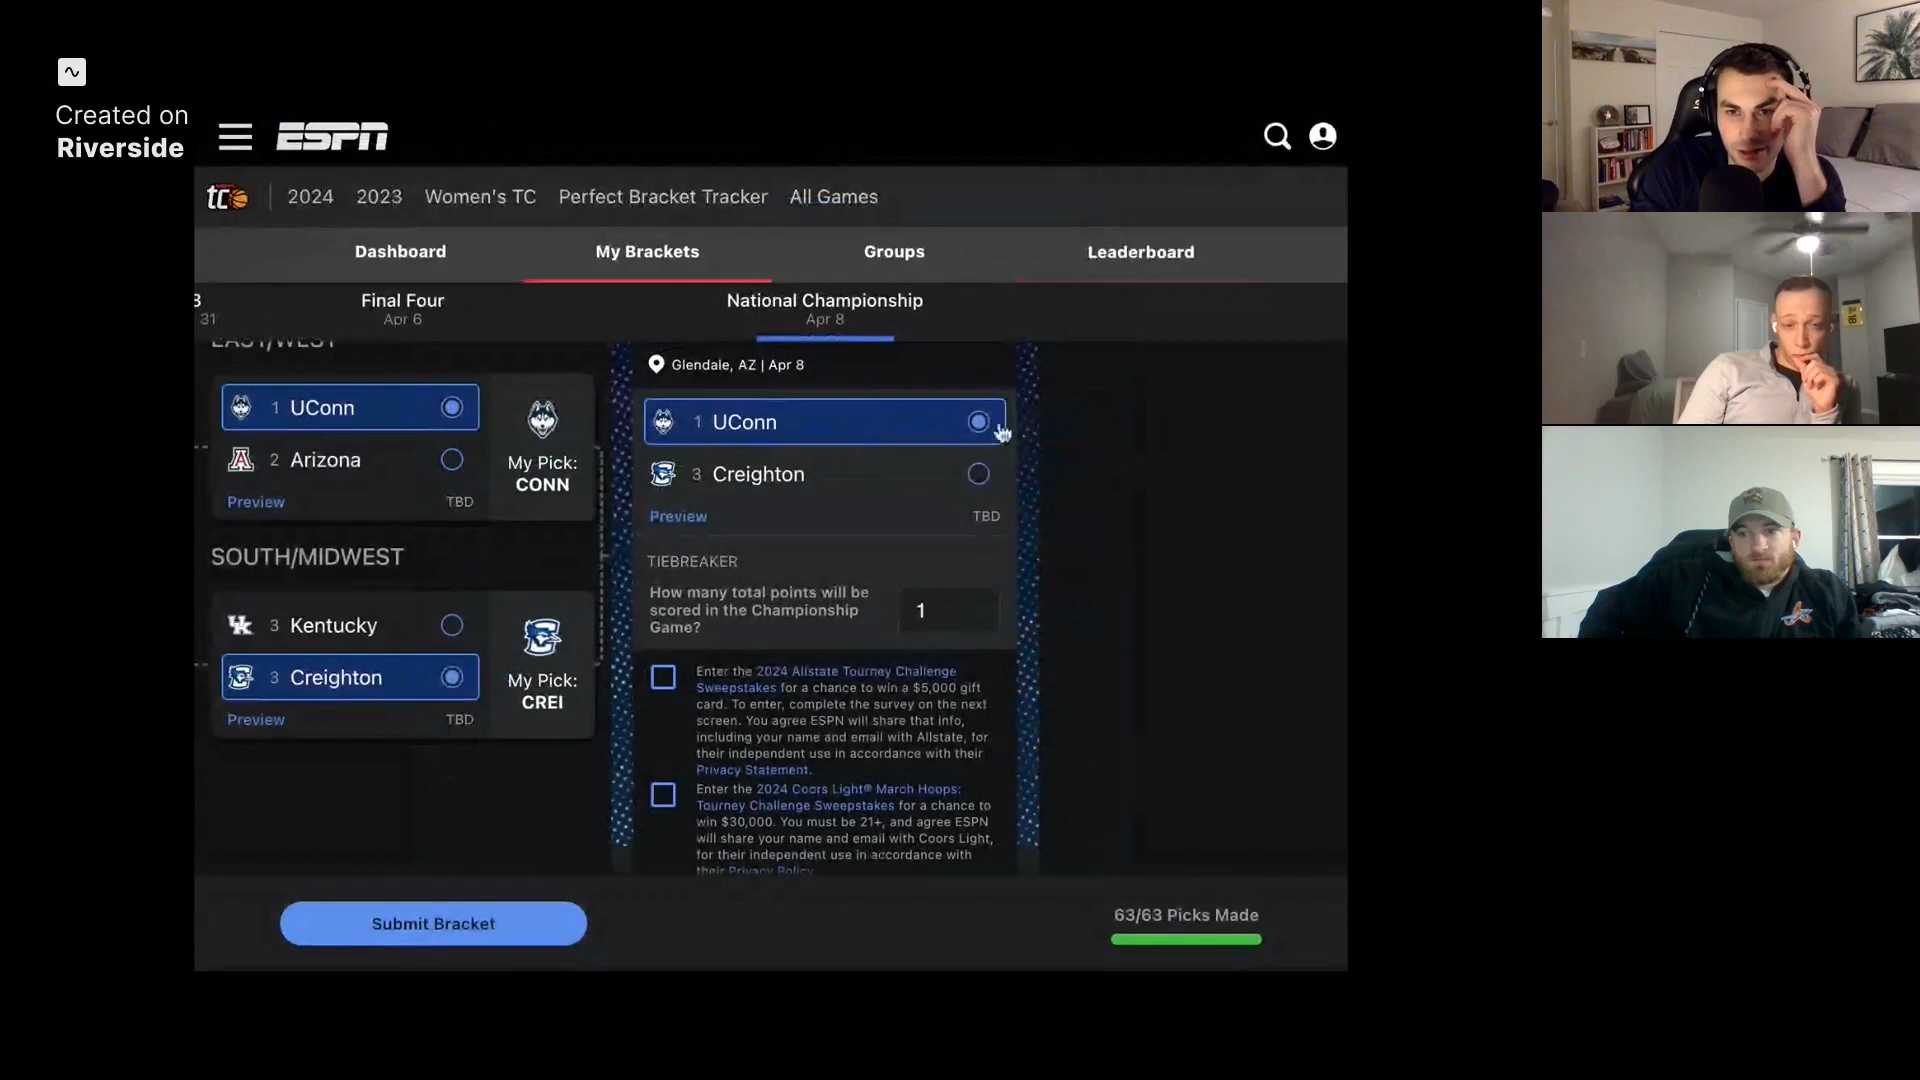 Created on
Riverside
ESPN
tc
2024
2023
Women's TC
Perfect Bracket Tracker
All Games
Dashboard
My Brackets
Groups
Leaderboard
31
Final Four
Apr 6
National Championship
Apr 8
EAST/WEST
1 UConn
2 Arizona
Preview
TBD
My Pick:
CONN
SOUTH/MIDWEST
3 Kentucky
3 Creighton
Preview
TBD
My Pick:
CREI
Glendale, AZ | Apr 8
1 UConn
3 Creighton
Preview
TBD
TIEBREAKER
How many total points will be
scored in the Championship
Game?
1
Enter the 2024 Allstate Tourney Challenge
Sweepstakes for a chance to win a $5,000 gift
card. To enter, complete the survey on the next
screen. You agree ESPN will share that info,
including your name and email with Allstate, for
their independent use in accordance with their
Privacy Statement.
Enter the 2024 Coors Light® March Hoops:
Tourney Challenge Sweepstakes for a chance to
win $30,000. You must be 21+, and agree ESPN
will share your name and email with Coors Light,
for their independent use in accordance with
their Privacy Policy
Submit Bracket
63/63 Picks Made